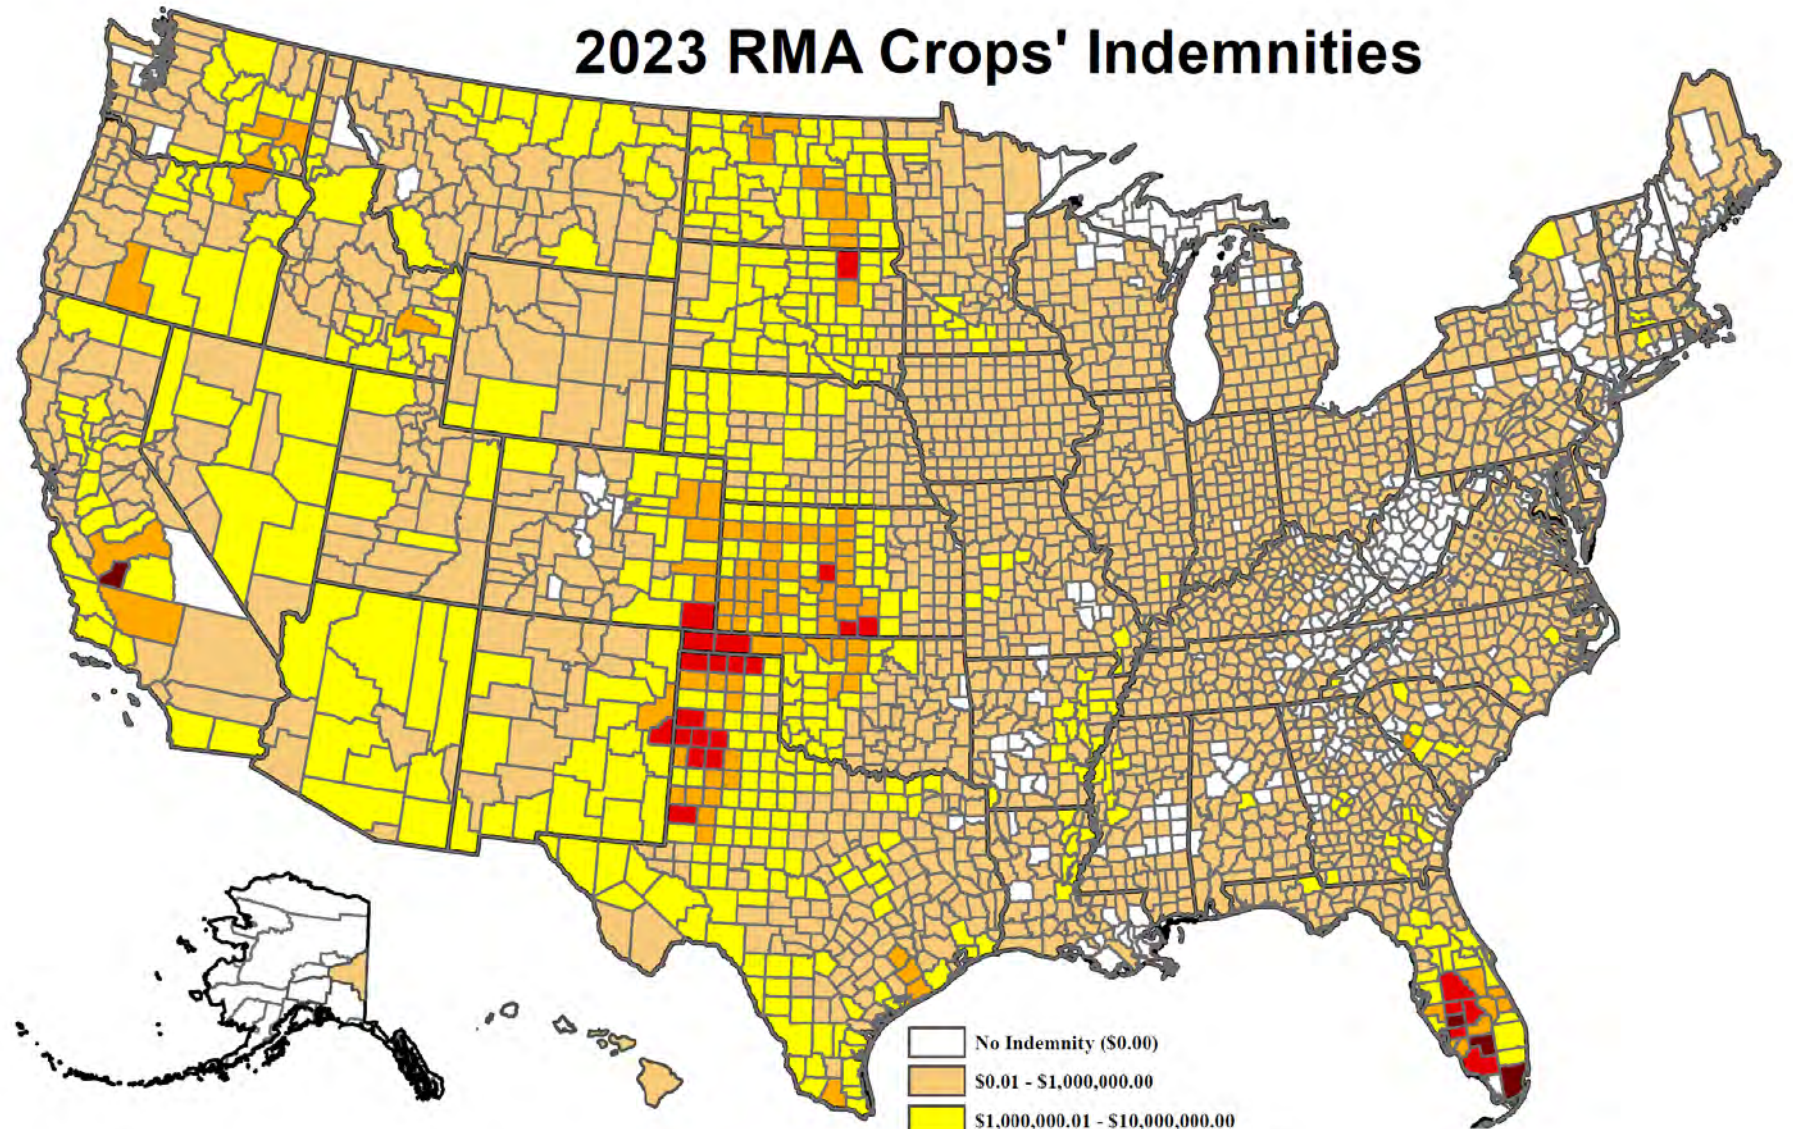 2023 RMA Crops' Indemnities
No Indemnity ($0.00)
$0.01 - $1,000,000.00
$1,000,000.01 - $10,000,000.00